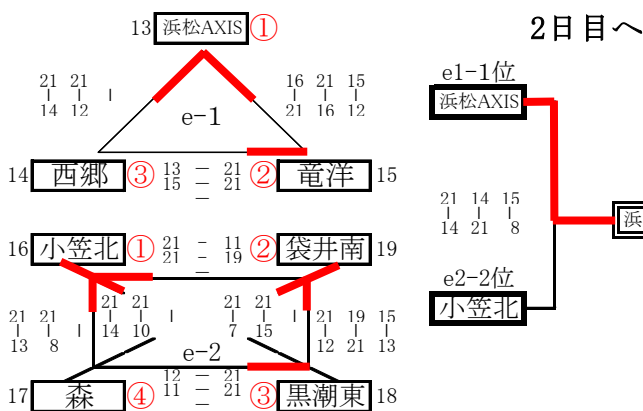 13 浜松AXIS ①
2日目へ
21 21 |
14 12
16 21 15
21 16 12
e-1
e1-1位
浜松AXIS
14 西郷 ③
13 — 21
15 — 21
—
② 竜洋 15
21 14 15
14 21 8
浜
16 小笠北 ①
21 - 11
21 - 19
—
② 袋井南 19
e2-2位
小笠北
21 21 |
13 8
21 21 |
14 10
21 21 |
7 15
21 19 15
12 21 13
e-2
17 森 ④
12 — 21
11 — 21
—
③ 黒潮東 18